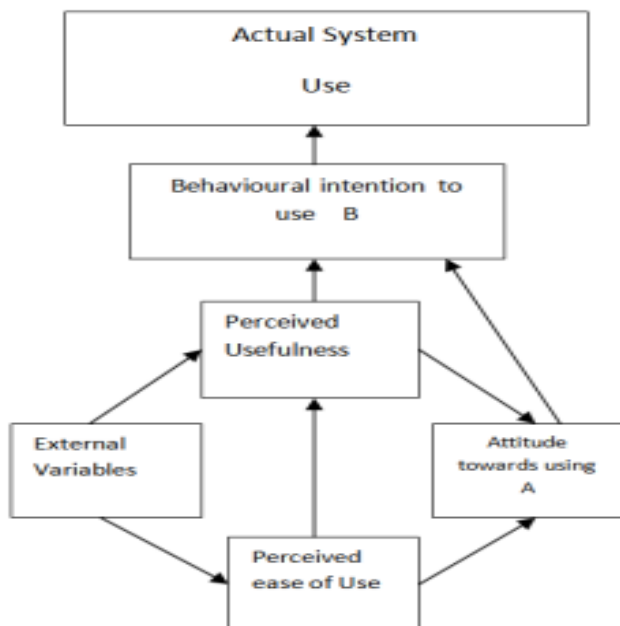 Actual System
Use
Behavioural intention to
use B
Perceived
Usefulness
External
Variables
Attitude
towards using
A
Perceived
ease of Use